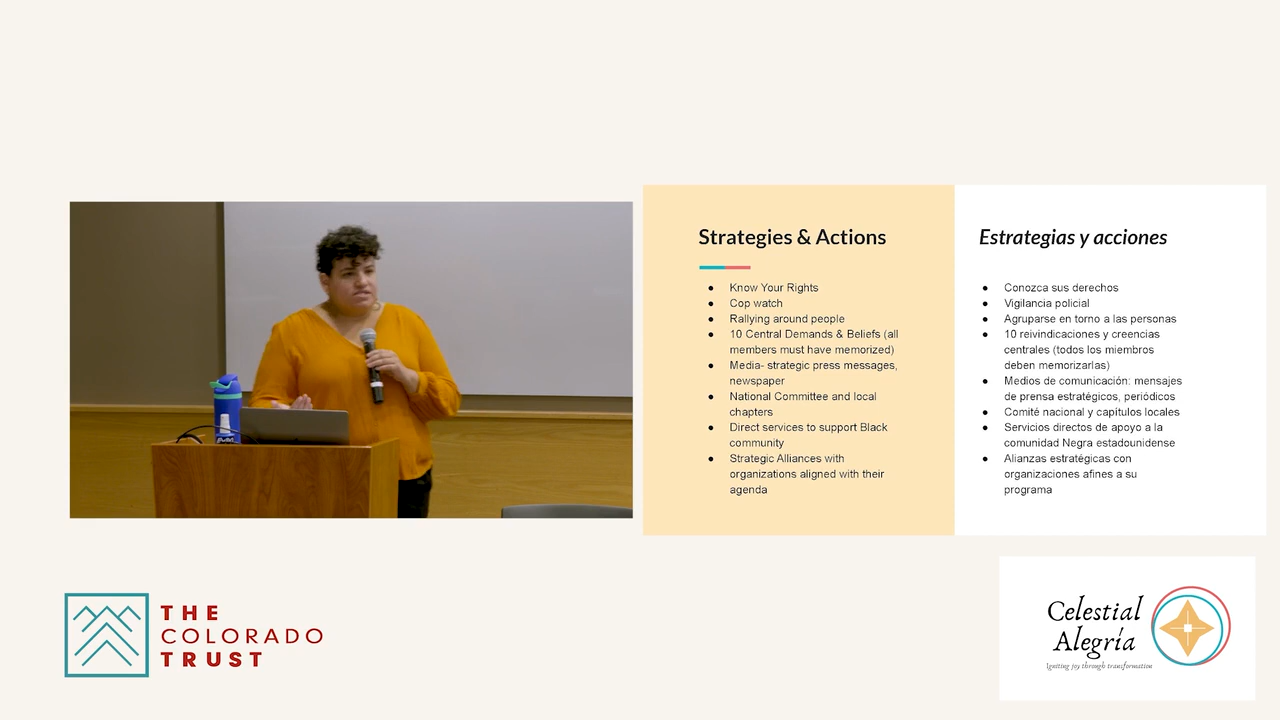 Strategies & Actions
● Know Your Rights
● Cop watch
● Rallying around people
● 10 Central Demands & Beliefs (all
members must have memorized)
● Media- strategic press messages,
newspaper
● National Committee and local
chapters
● Direct services to support Black
community
● Strategic Alliances with
organizations aligned with their
agenda
Estrategias y acciones
● Conozca sus derechos
● Vigilancia policial
● Agruparse en torno a las personas
● 10 reivindicaciones y creencias
centrales (todos los miembros
deben memorizarlas)
● Medios de comunicación: mensajes
de prensa estratégicos, periódicos
● Comité nacional y capítulos locales
● Servicios directos de apoyo a la
comunidad Negra estadounidense
● Alianzas estratégicas con
organizaciones afines a su
programa
THE
COLORADO
TRUST
Celestial
Alegría
Igniting joy through transformation